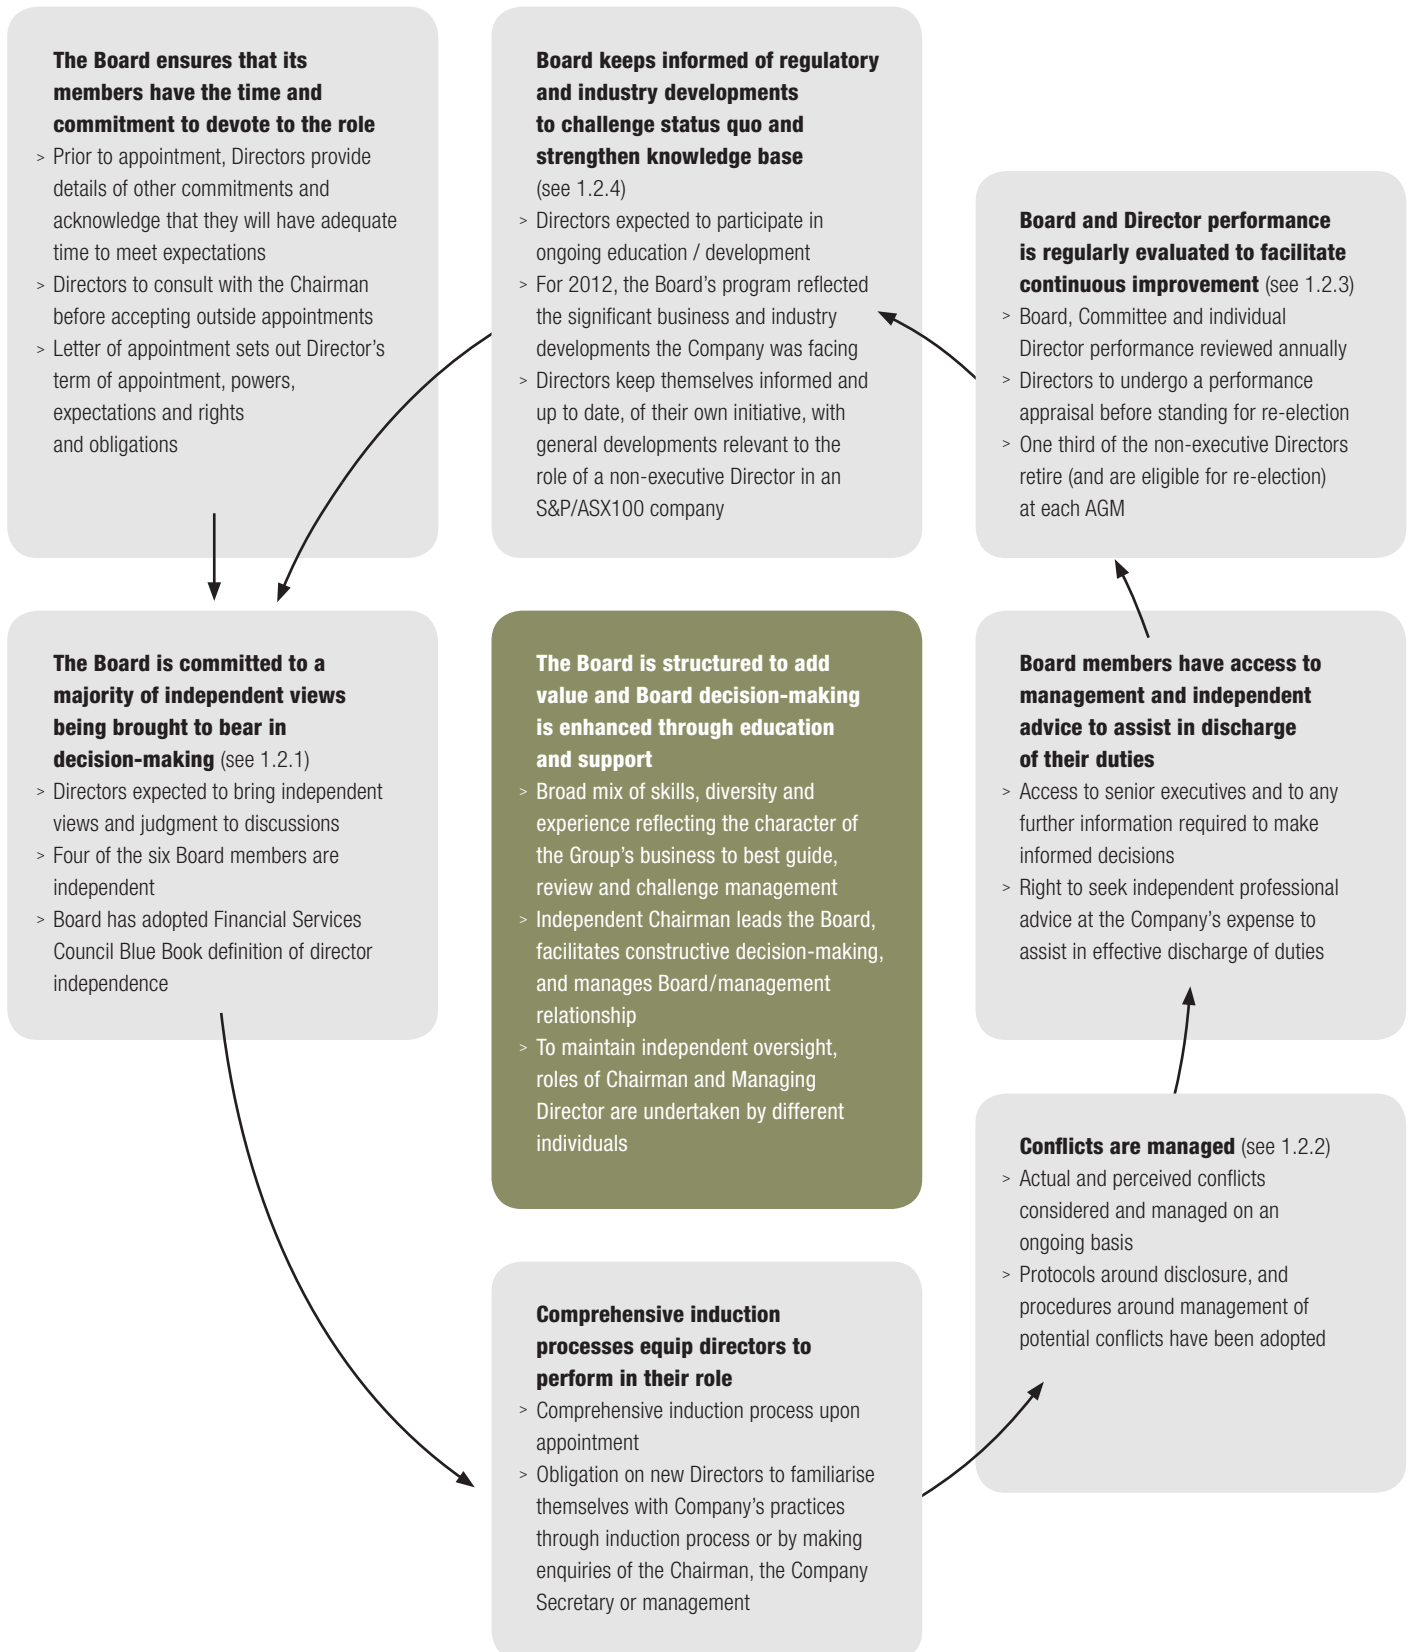 The Board ensures that its
members have the time and
commitment to devote to the role
> Prior to appointment, Directors provide
details of other commitments and
acknowledge that they will have adequate
time to meet expectations
> Directors to consult with the Chairman
before accepting outside appointments
> Letter of appointment sets out Director’s
term of appointment, powers,
expectations and rights
and obligations
Board keeps informed of regulatory
and industry developments
to challenge status quo and
strengthen knowledge base
(see 1.2.4)
> Directors expected to participate in
ongoing education / development
> For 2012, the Board’s program reflected
the significant business and industry
developments the Company was facing
> Directors keep themselves informed and
up to date, of their own initiative, with
general developments relevant to the
role of a non-executive Director in an
S&P/ASX100 company
Board and Director performance
is regularly evaluated to facilitate
continuous improvement (see 1.2.3)
> Board, Committee and individual
Director performance reviewed annually
> Directors to undergo a performance
appraisal before standing for re-election
> One third of the non-executive Directors
retire (and are eligible for re-election)
at each AGM
The Board is committed to a
majority of independent views
being brought to bear in
decision-making (see 1.2.1)
> Directors expected to bring independent
views and judgment to discussions
> Four of the six Board members are
independent
> Board has adopted Financial Services
Council Blue Book definition of director
independence
The Board is structured to add
value and Board decision-making
is enhanced through education
and support
> Broad mix of skills, diversity and
experience reflecting the character of
the Group’s business to best guide,
review and challenge management
> Independent Chairman leads the Board,
facilitates constructive decision-making,
and manages Board/management
relationship
> To maintain independent oversight,
roles of Chairman and Managing
Director are undertaken by different
individuals
Board members have access to
management and independent
advice to assist in discharge
of their duties
> Access to senior executives and to any
further information required to make
informed decisions
> Right to seek independent professional
advice at the Company’s expense to
assist in effective discharge of duties
Conflicts are managed (see 1.2.2)
> Actual and perceived conflicts
considered and managed on an
ongoing basis
> Protocols around disclosure, and
procedures around management of
potential conflicts have been adopted
Comprehensive induction
processes equip directors to
perform in their role
> Comprehensive induction process upon
appointment
> Obligation on new Directors to familiarise
themselves with Company’s practices
through induction process or by making
enquiries of the Chairman, the Company
Secretary or management